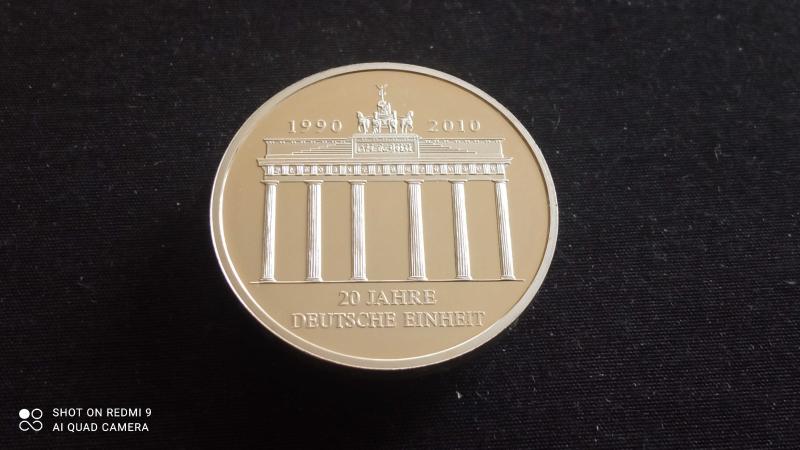 1990 2010
20 JAHRE
DEUTSCHE EINHEIT
SHOT ON REDMI 9
AI QUAD CAMERA